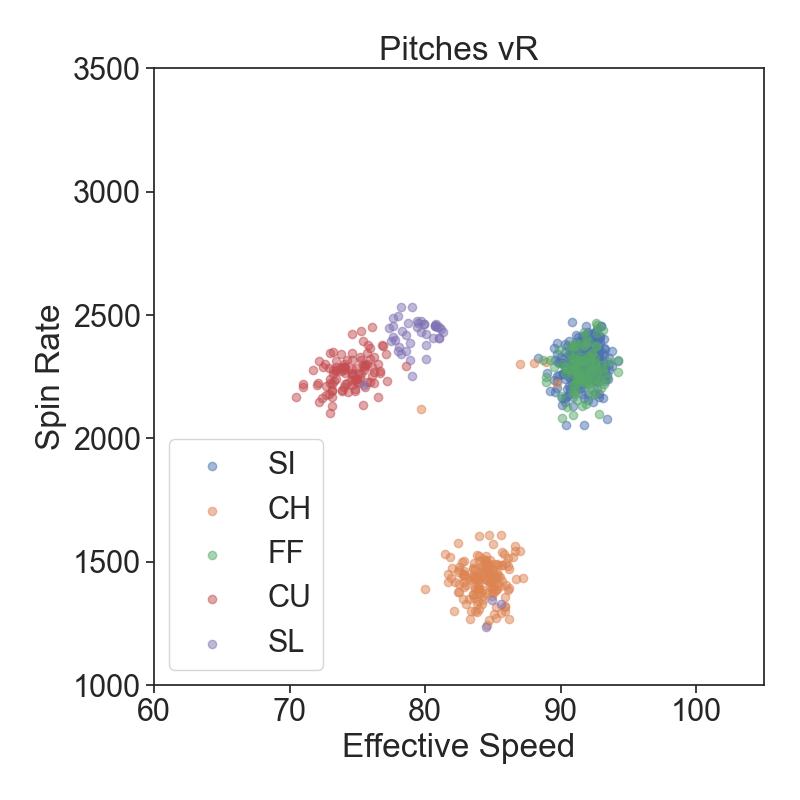 Pitches vR
3500
3000
2500
2000
1500
1000
Spin Rate
SI
CH
FF
CU
SL
60 70 80 90 100
Effective Speed